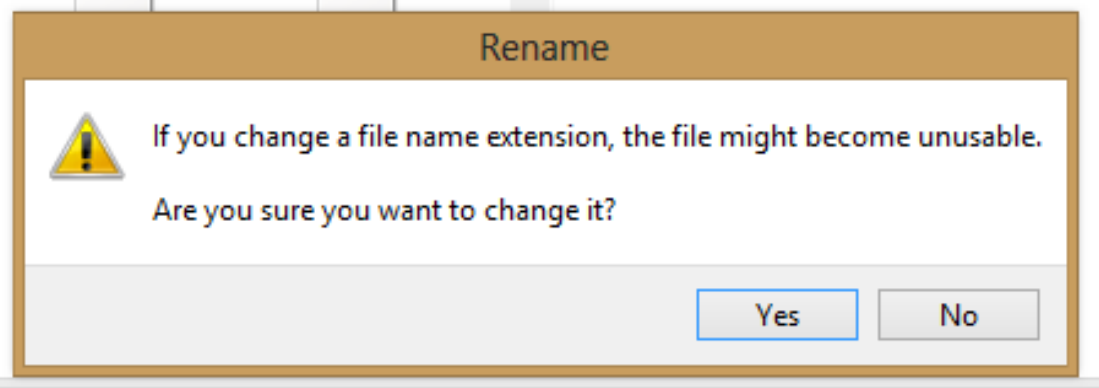 Rename
If you change a file name extension, the file might become unusable.
Are you sure you want to change it?
Yes
No